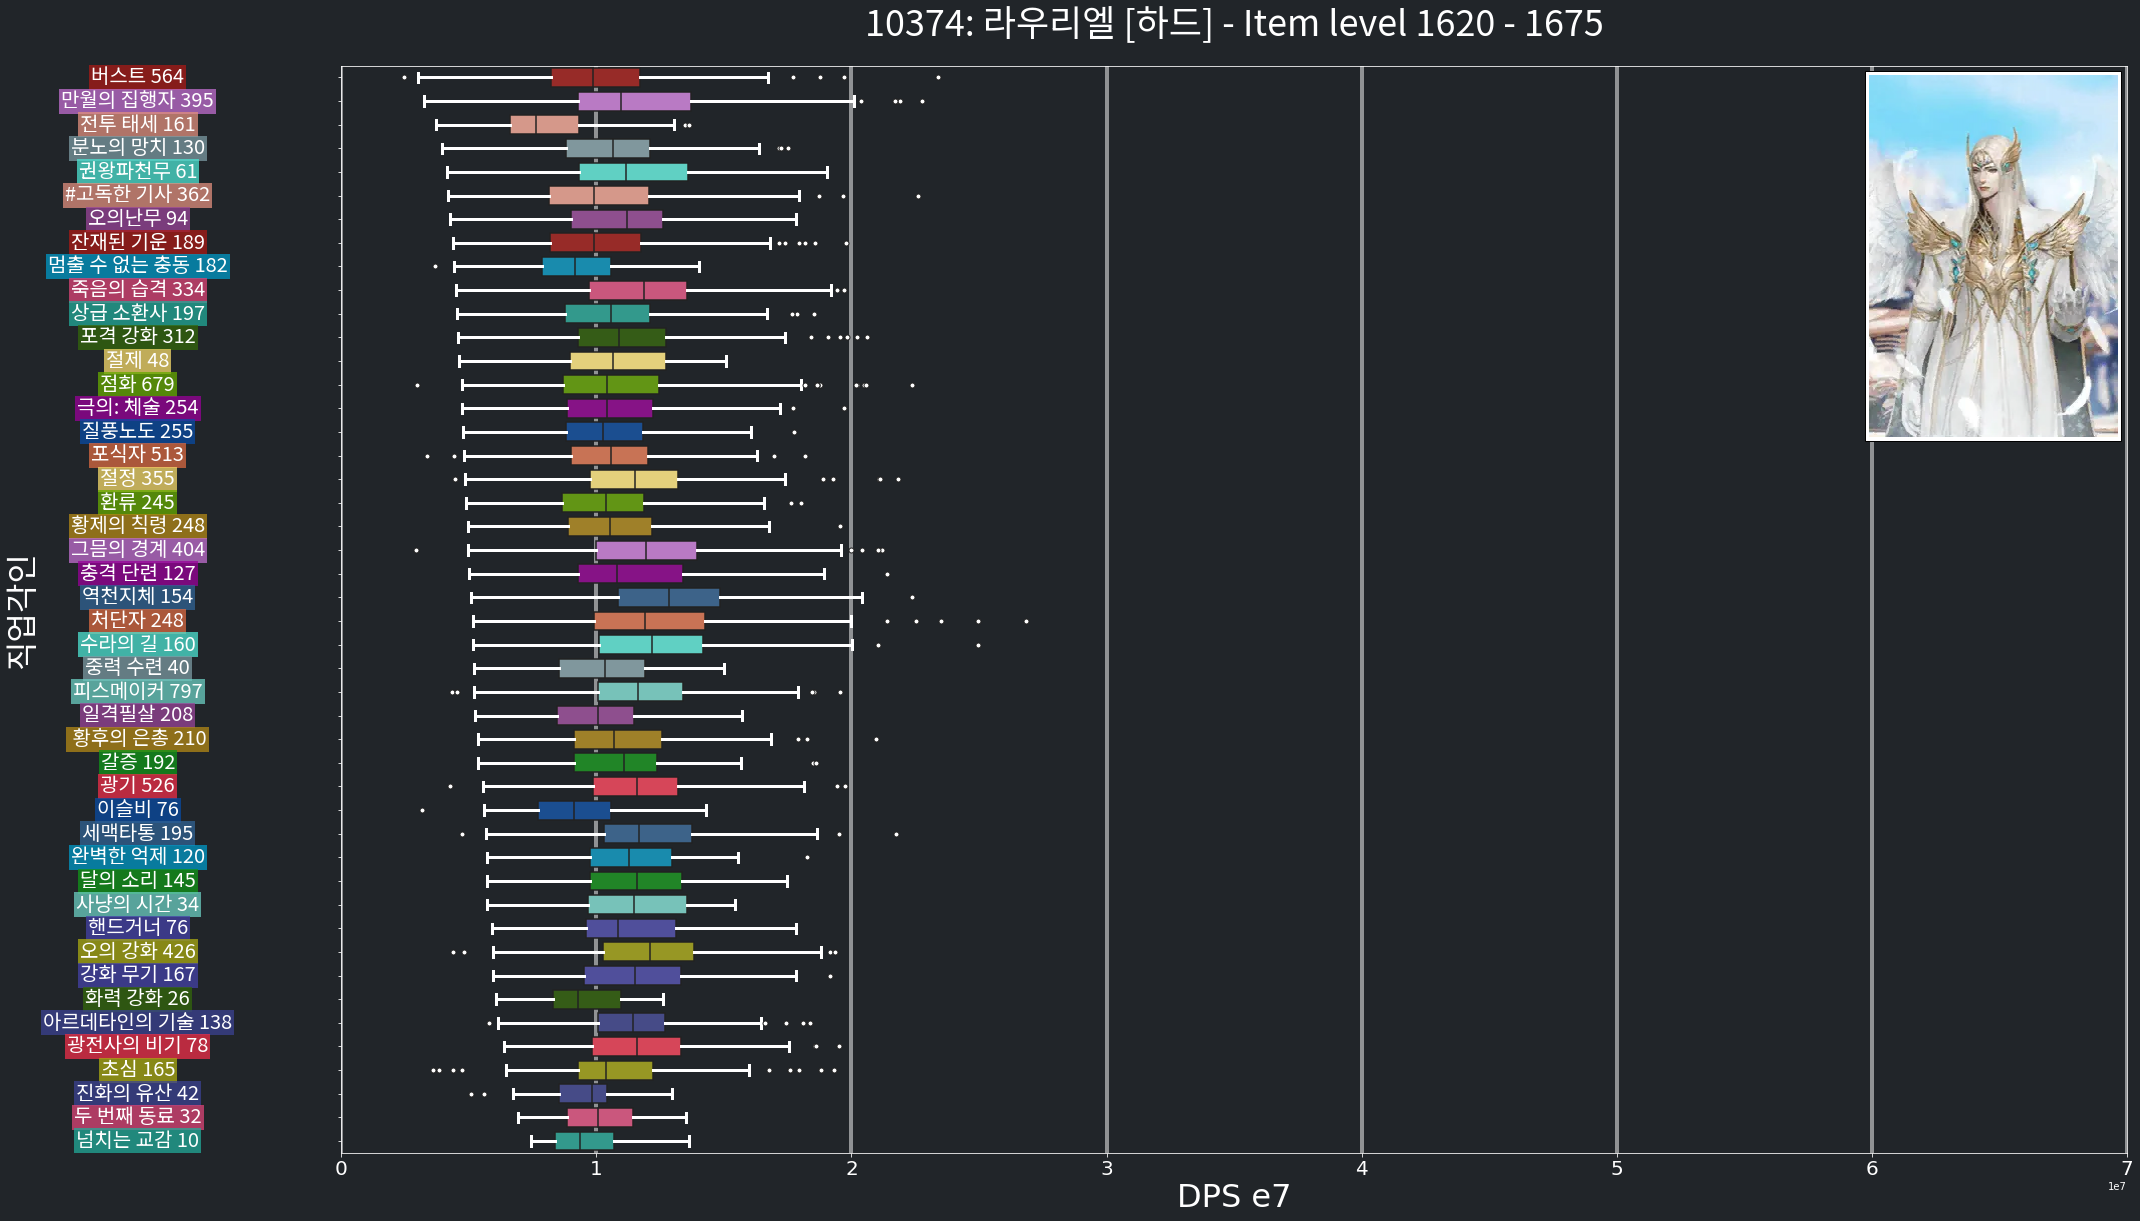 10374: 라우리엘 [하드] - Item level 1620 - 1675
버스트 564
만월의 집행자 395
전투 태세 161
분노의 망치 130
권왕파천무 61
#고독한 기사 362
오의난무 94
잔재된 기운 189
멈출 수 없는 충동 182
죽음의 습격 334
상급 소환사 197
포격 강화 312
절제 48
점화 679
극의: 체술 254
질풍노도 255
포식자 513
절정 355
환류 245
황제의 칙령 248
그믐의 경계 404
충격 단련 127
역천지체 154
처단자 248
수라의 길 160
중력 수련 40
피스메이커 797
일격필살 208
황후의 은총 210
갈증 192
광기 526
이슬비 76
세맥타통 195
완벽한 억제 120
달의 소리 145
사냥의 시간 34
핸드거너 76
오의 강화 426
강화 무기 167
화력 강화 26
아르데타인의 기술 138
광전사의 비기 78
초심 165
진화의 유산 42
두 번째 동료 32
넘치는 교감 10
직업각인
0 1 2 3 4 5 6 7
DPS e7
1e7